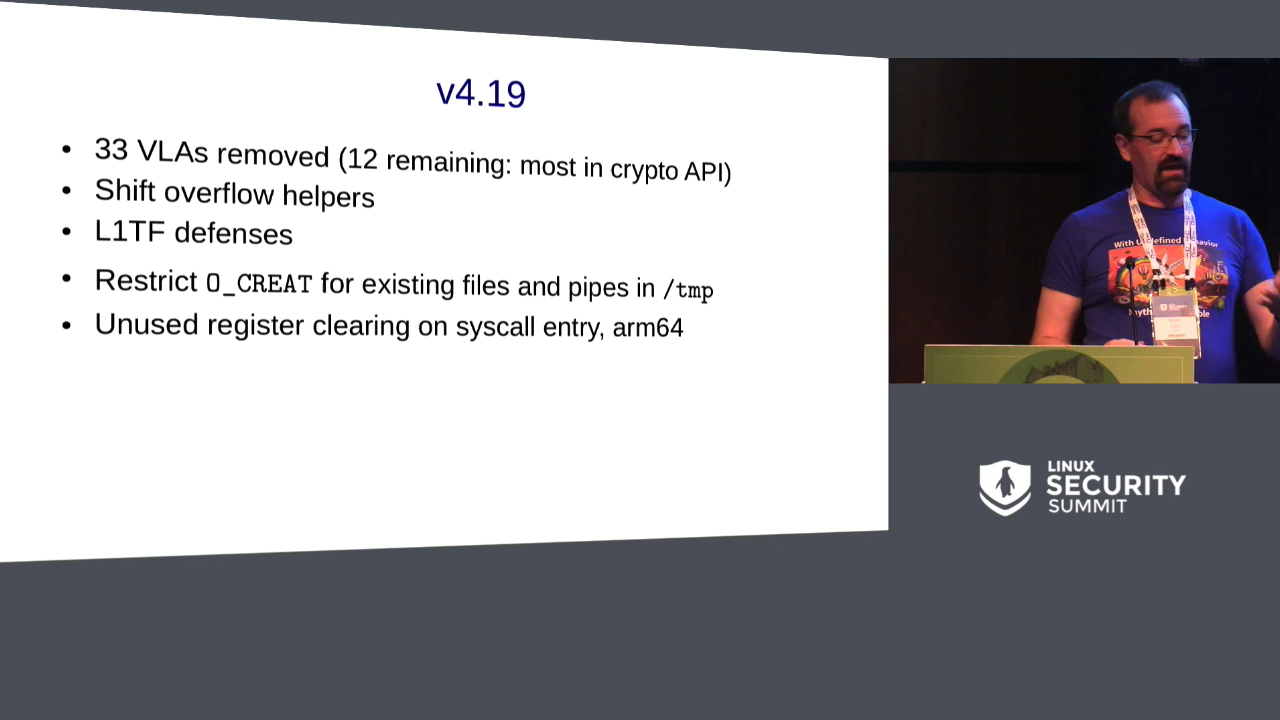 v4.19
• 33 VLAs removed (12 remaining: most in crypto API)
• Shift overflow helpers
• L1TF defenses
• Restrict O_CREAT for existing files and pipes in /tmp
• Unused register clearing on syscall entry, arm64
With
LINUX
SECURITY
SUMMIT